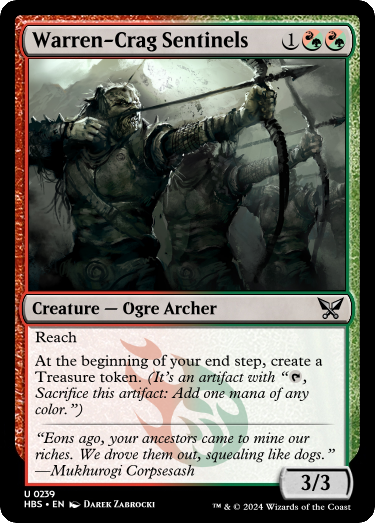 Warren-Crag Sentinels 1
Creature — Ogre Archer
Reach
At the beginning of your end step, create a
Treasure token. (It's an artifact with “,
Sacrifice this artifact: Add one mana of any
color.”)
“Eons ago, your ancestors came to mine our
riches. We drove them out, squealing like dogs.”
—Mukhurogi Corpsesash
3/3
U 0239
HBS • EN Darek Zabrocki
™ & © 2024 Wizards of the Coast